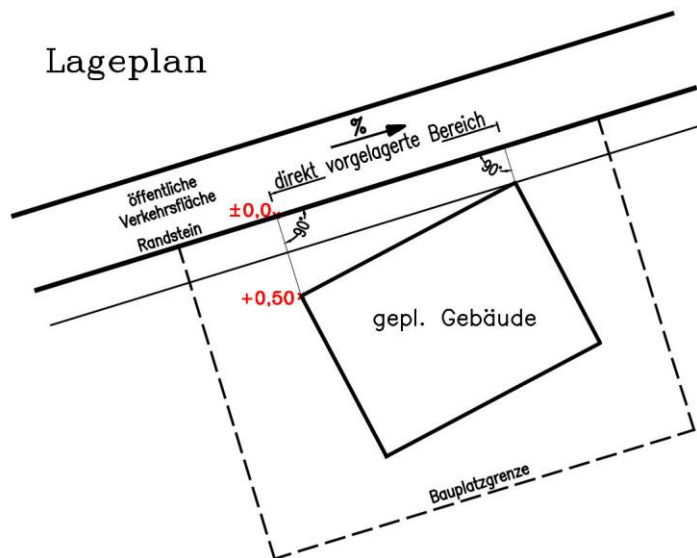 Lageplan
%
direkt vorgelagerte Bereich
öffentliche
Verkehrsfläche
Randstein
±0,0
90°
90°
+0,50
gepl. Gebäude
Bauplatzgrenze